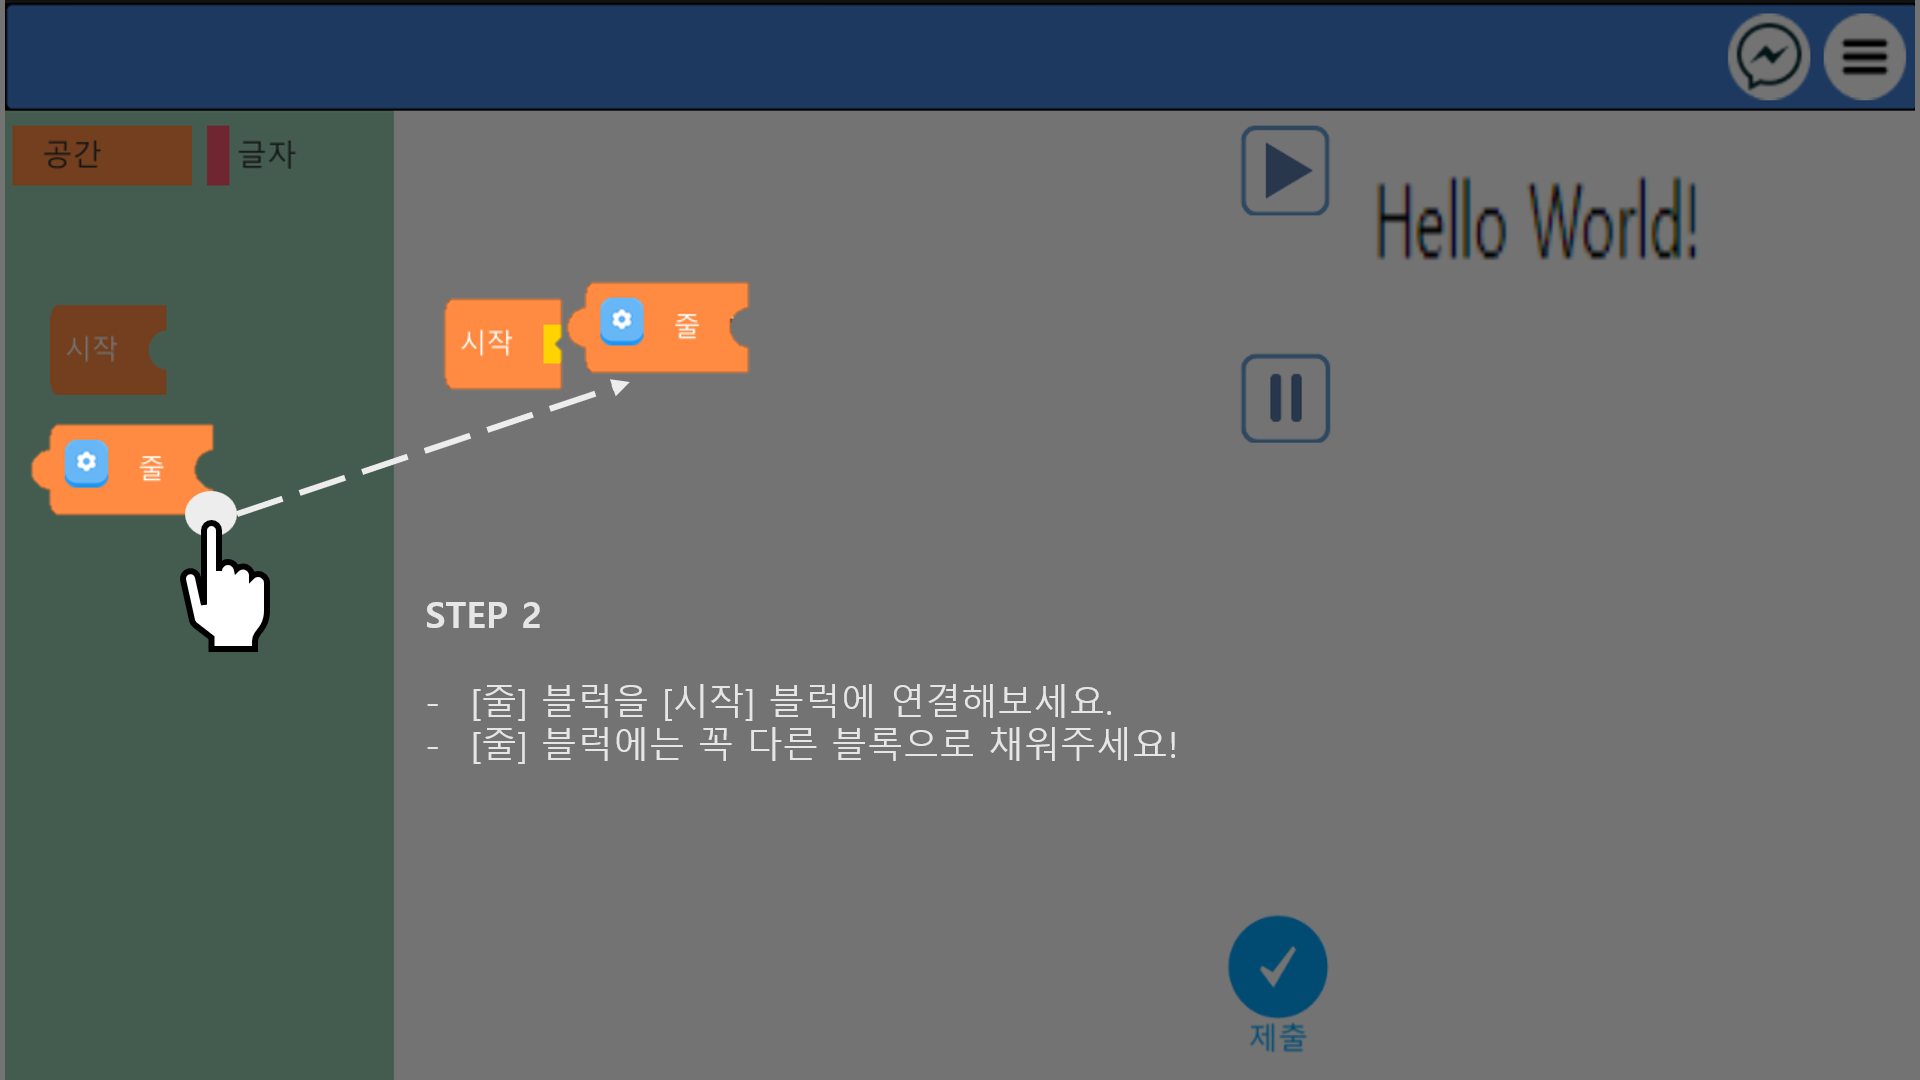 공간
글자
Hello World!
시작
줄
시작
줄
STEP 2
- [줄] 블럭을 [시작] 블럭에 연결해보세요.
- [줄] 블럭에는 꼭 다른 블록으로 채워주세요!
제출